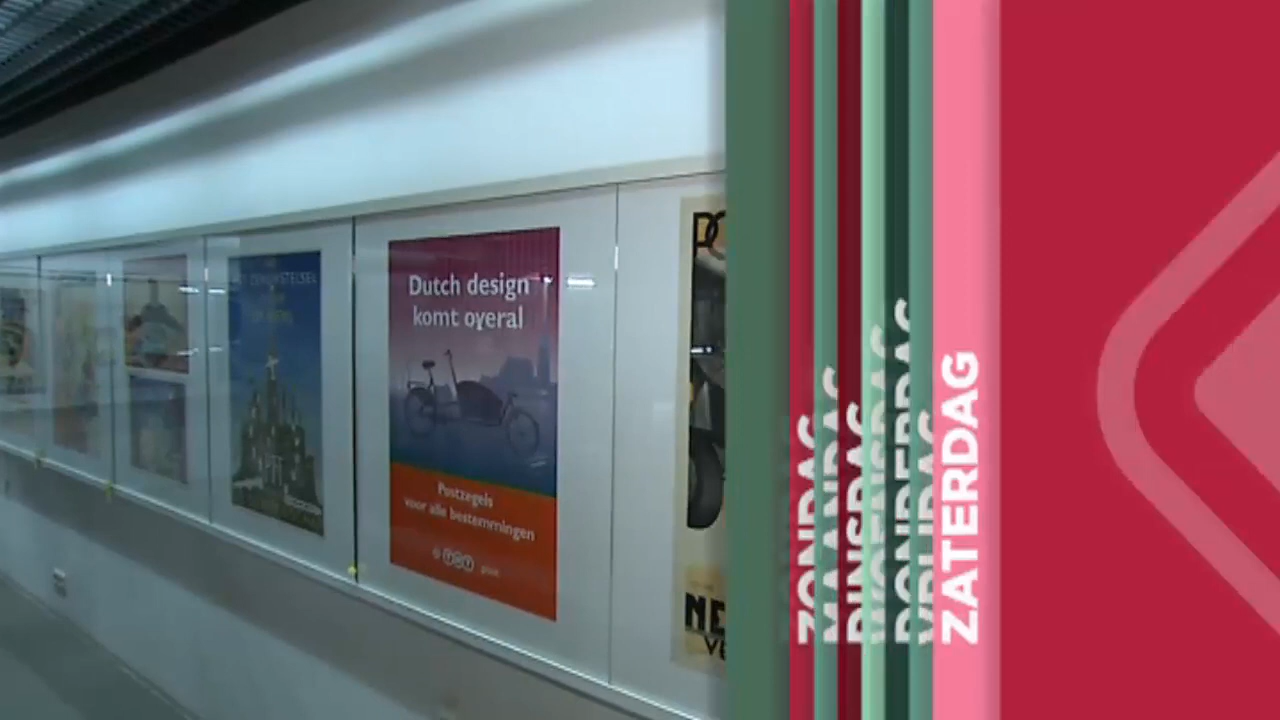 Dutch design
komt overal
Postzegels
voor alle bestemmingen
ZONDAG
MAANDAG
DINSDAG
WOENSDAG
DONDERDAG
VRIJDAG
ZATERDAG